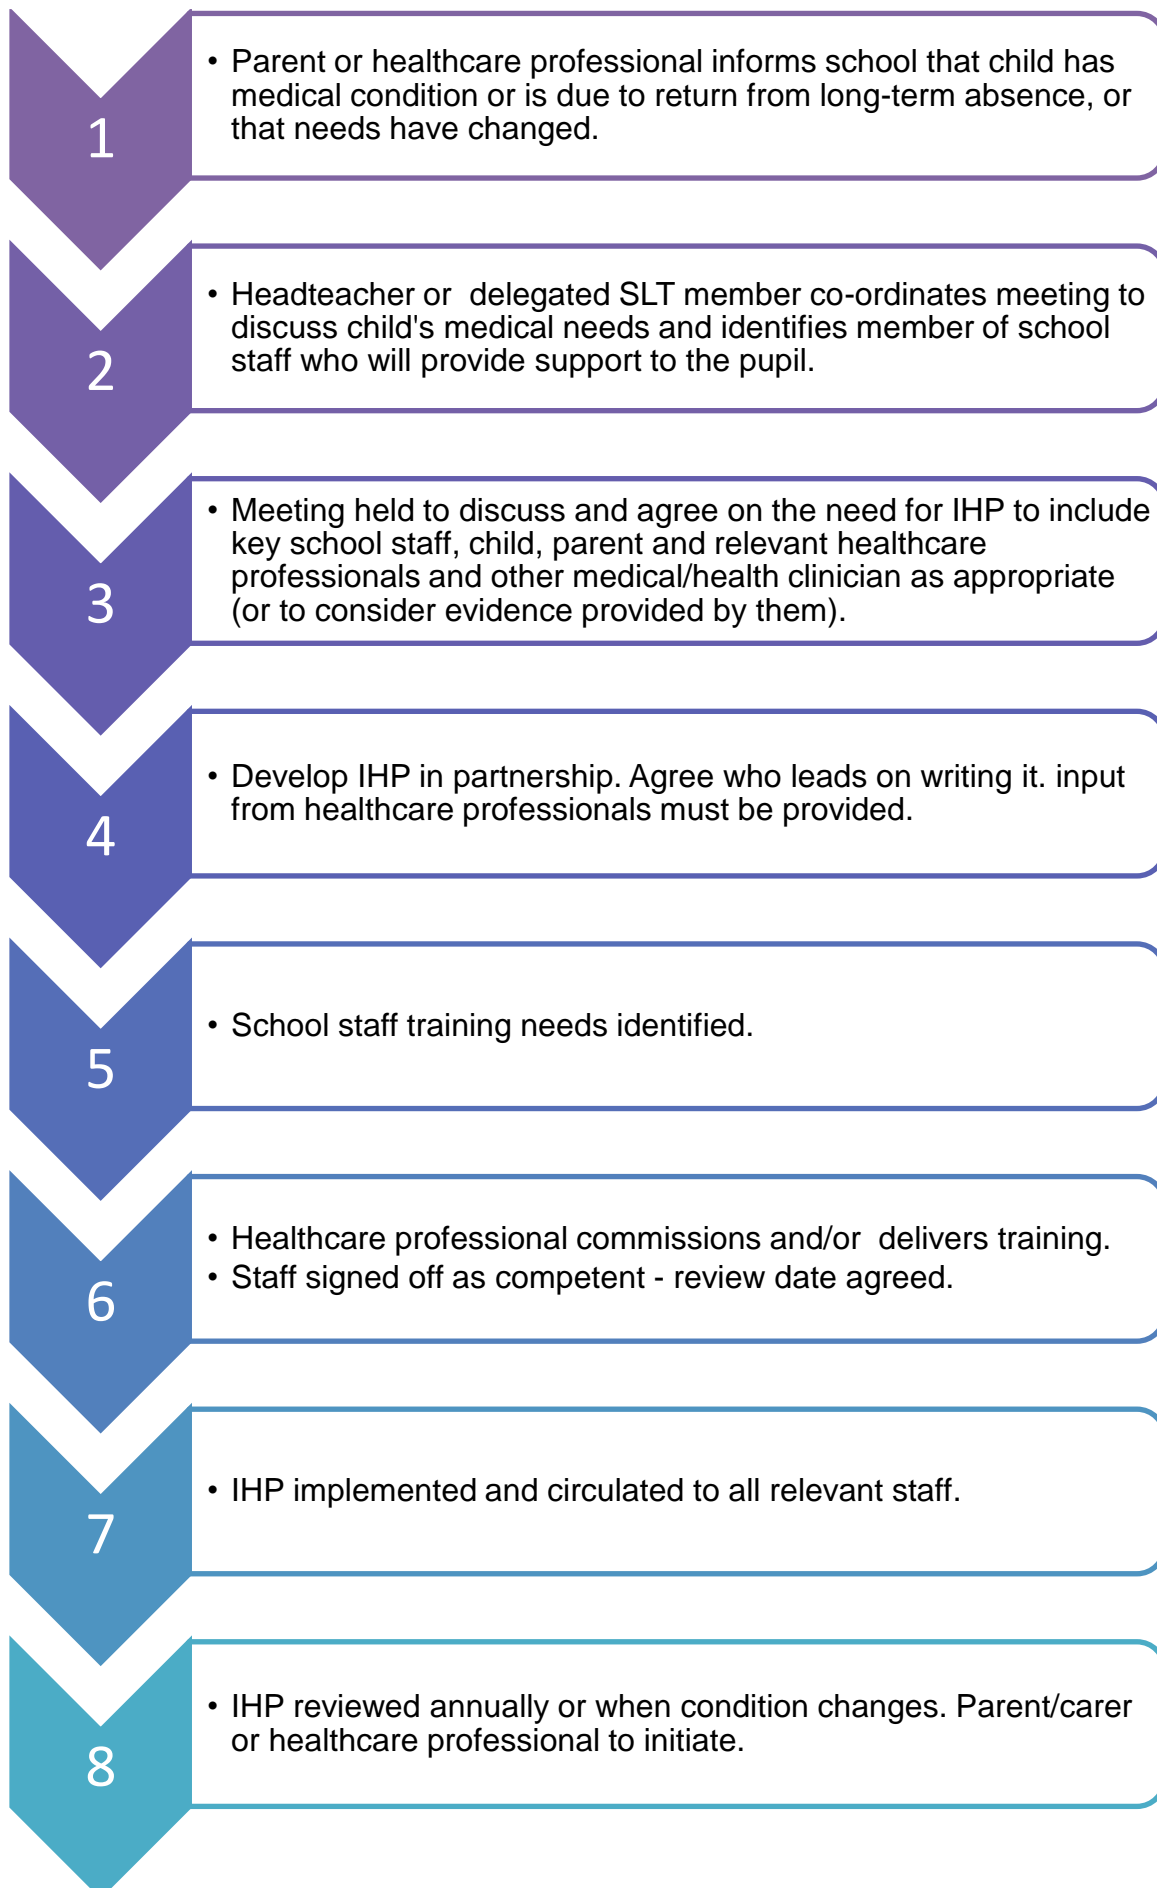 1
• Parent or healthcare professional informs school that child has
medical condition or is due to return from long-term absence, or
that needs have changed.
2
• Headteacher or  delegated SLT member co-ordinates meeting to
discuss child's medical needs and identifies member of school
staff who will provide support to the pupil.
3
• Meeting held to discuss and agree on the need for IHP to include
key school staff, child, parent and relevant healthcare
professionals and other medical/health clinician as appropriate
(or to consider evidence provided by them).
4
• Develop IHP in partnership. Agree who leads on writing it. input
from healthcare professionals must be provided.
5
• School staff training needs identified.
6
• Healthcare professional commissions and/or  delivers training.
• Staff signed off as competent - review date agreed.
7
• IHP implemented and circulated to all relevant staff.
8
• IHP reviewed annually or when condition changes. Parent/carer
or healthcare professional to initiate.